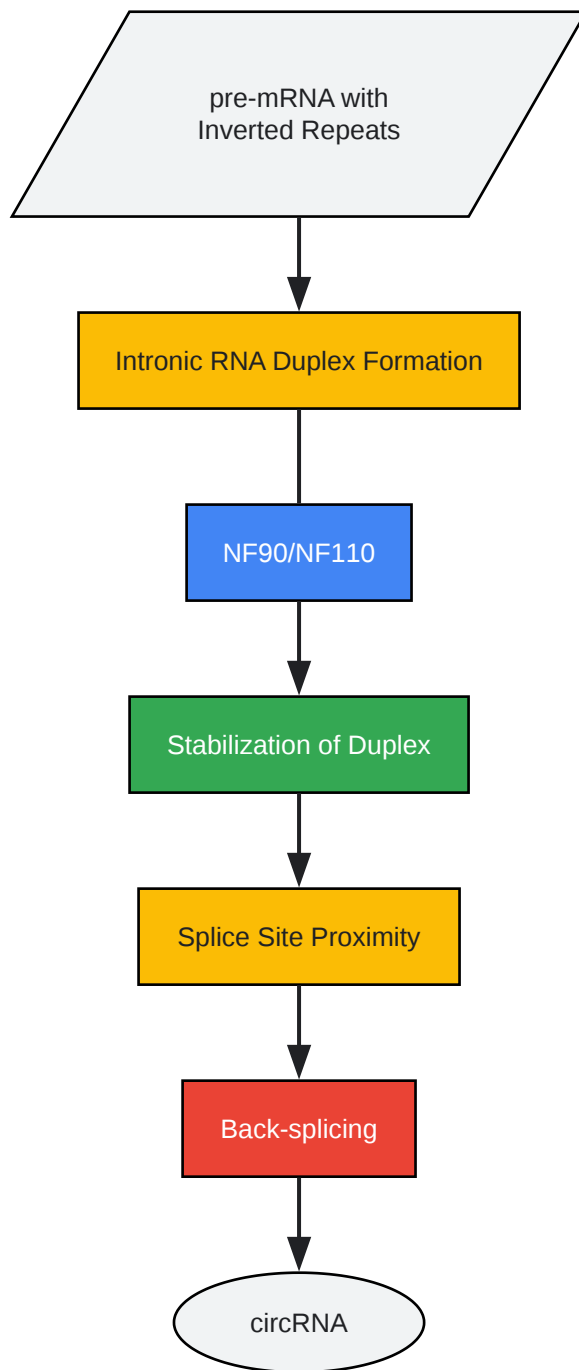 pre-mRNA with
Inverted Repeats
Intronic RNA Duplex Formation
NF90/NF110
Stabilization of Duplex
Splice Site Proximity
Back-splicing
circRNA